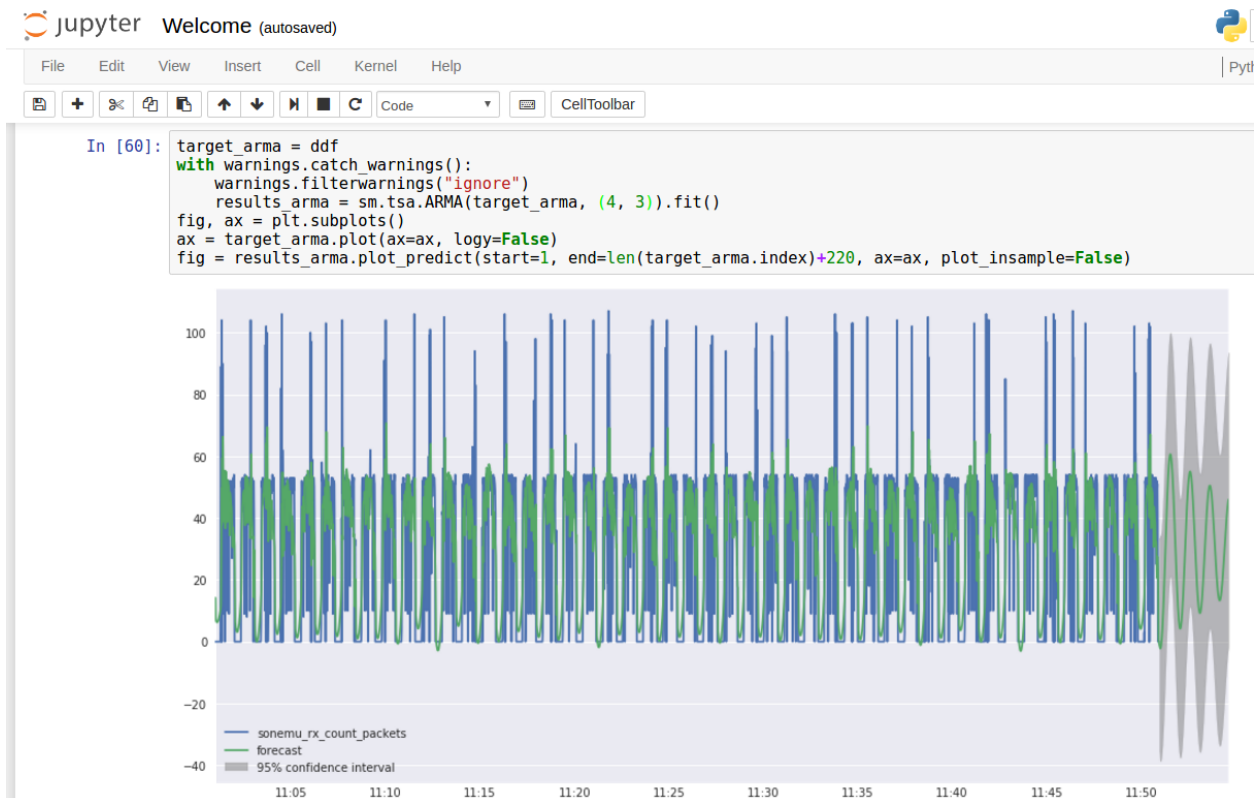 jupyter Welcome (autosaved)
File Edit View Insert Cell Kernel Help
Code CellToolbar
In [60]: target_arma = ddf
with warnings.catch_warnings():
    warnings.filterwarnings("ignore")
    results_arma = sm.tsa.ARMA(target_arma, (4, 3)).fit()
fig, ax = plt.subplots()
ax = target_arma.plot(ax=ax, logy=False)
fig = results_arma.plot_predict(start=1, end=len(target_arma.index)+220, ax=ax, plot_insample=False)
100
80
60
40
20
0
−20
−40
sonemu_rx_count_packets
forecast
95% confidence interval
11:05 11:10 11:15 11:20 11:25 11:30 11:35 11:40 11:45 11:50